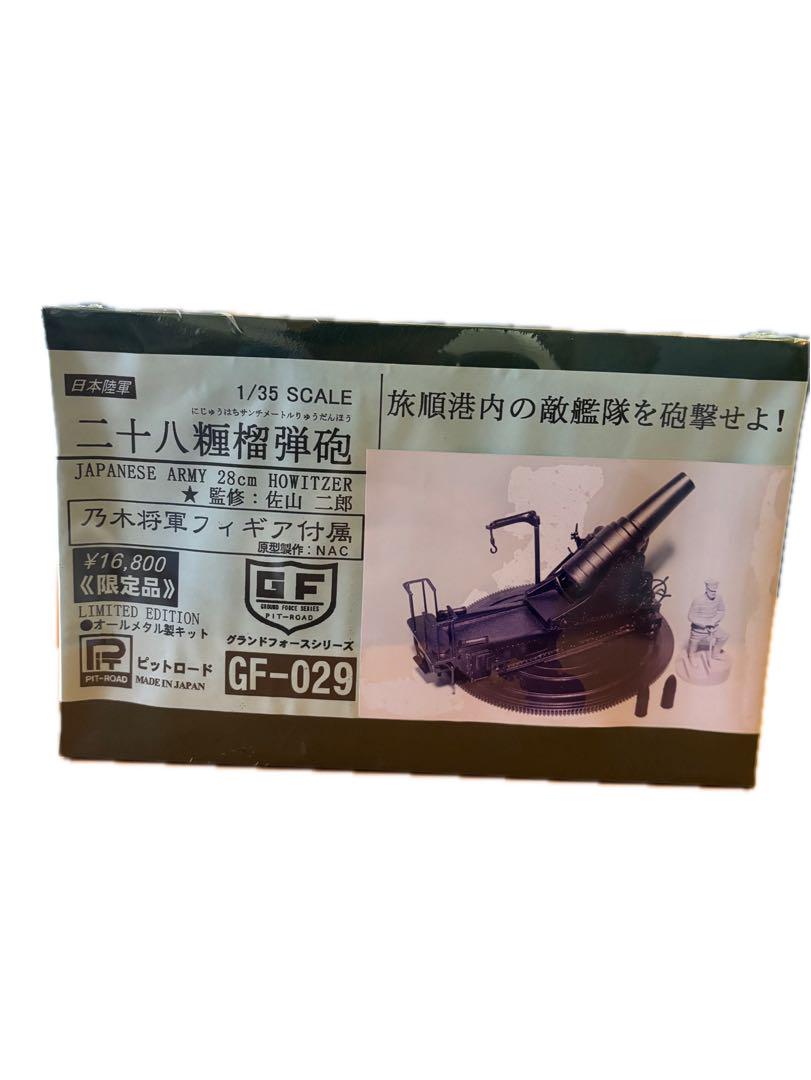 日本陸軍
1/35 SCALE
にじゅうはちサンチメートルりゅうだんほう
二十八糎榴弾砲
JAPANESE ARMY 28cm HOWITZER
★ 監修：佐山 二郎
乃木将軍フィギア付属
原型製作：NAC
¥16,800
《限定品》
LIMITED EDITION
●オールメタル製キット
PIT
PIT-ROAD
ピットロード
MADE IN JAPAN
GF
GROUND FORCE SERIES
PIT-ROAD
グランドフォースシリーズ
GF-029
旅順港内の敵艦隊を砲撃せよ！